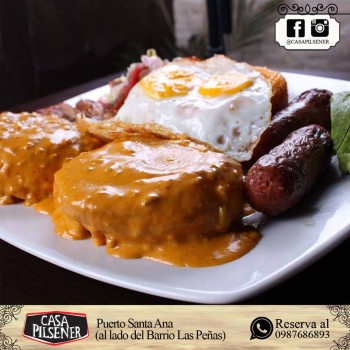 @CASAPILSENER
CASA
PILSENER
Puerto Santa Ana
(al lado del Barrio Las Peñas)
Reserva al
0987686893